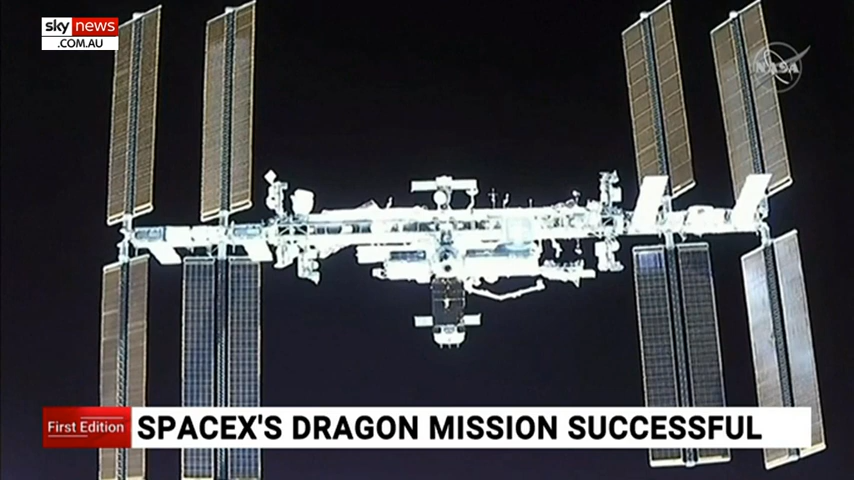 sky news
.COM.AU
NASA
First Edition
SPACEX'S DRAGON MISSION SUCCESSFUL